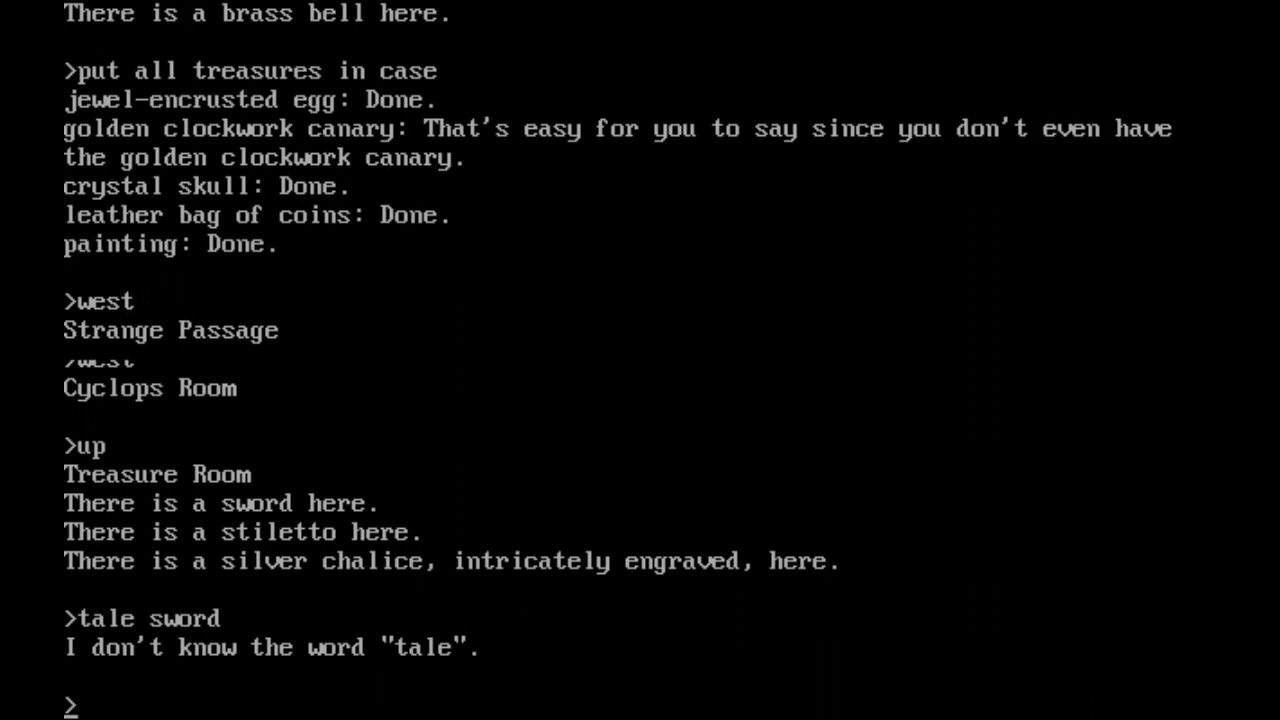 There is a brass bell here.
>put all treasures in case
jewel-encrusted egg: Done.
golden clockwork canary: That's easy for you to say since you don't even have
the golden clockwork canary.
crystal skull: Done.
leather bag of coins: Done.
painting: Done.
>west
Strange Passage
>west
Cyclops Room
>up
Treasure Room
There is a sword here.
There is a stiletto here.
There is a silver chalice, intricately engraved, here.
>tale sword
I don't know the word "tale".
>